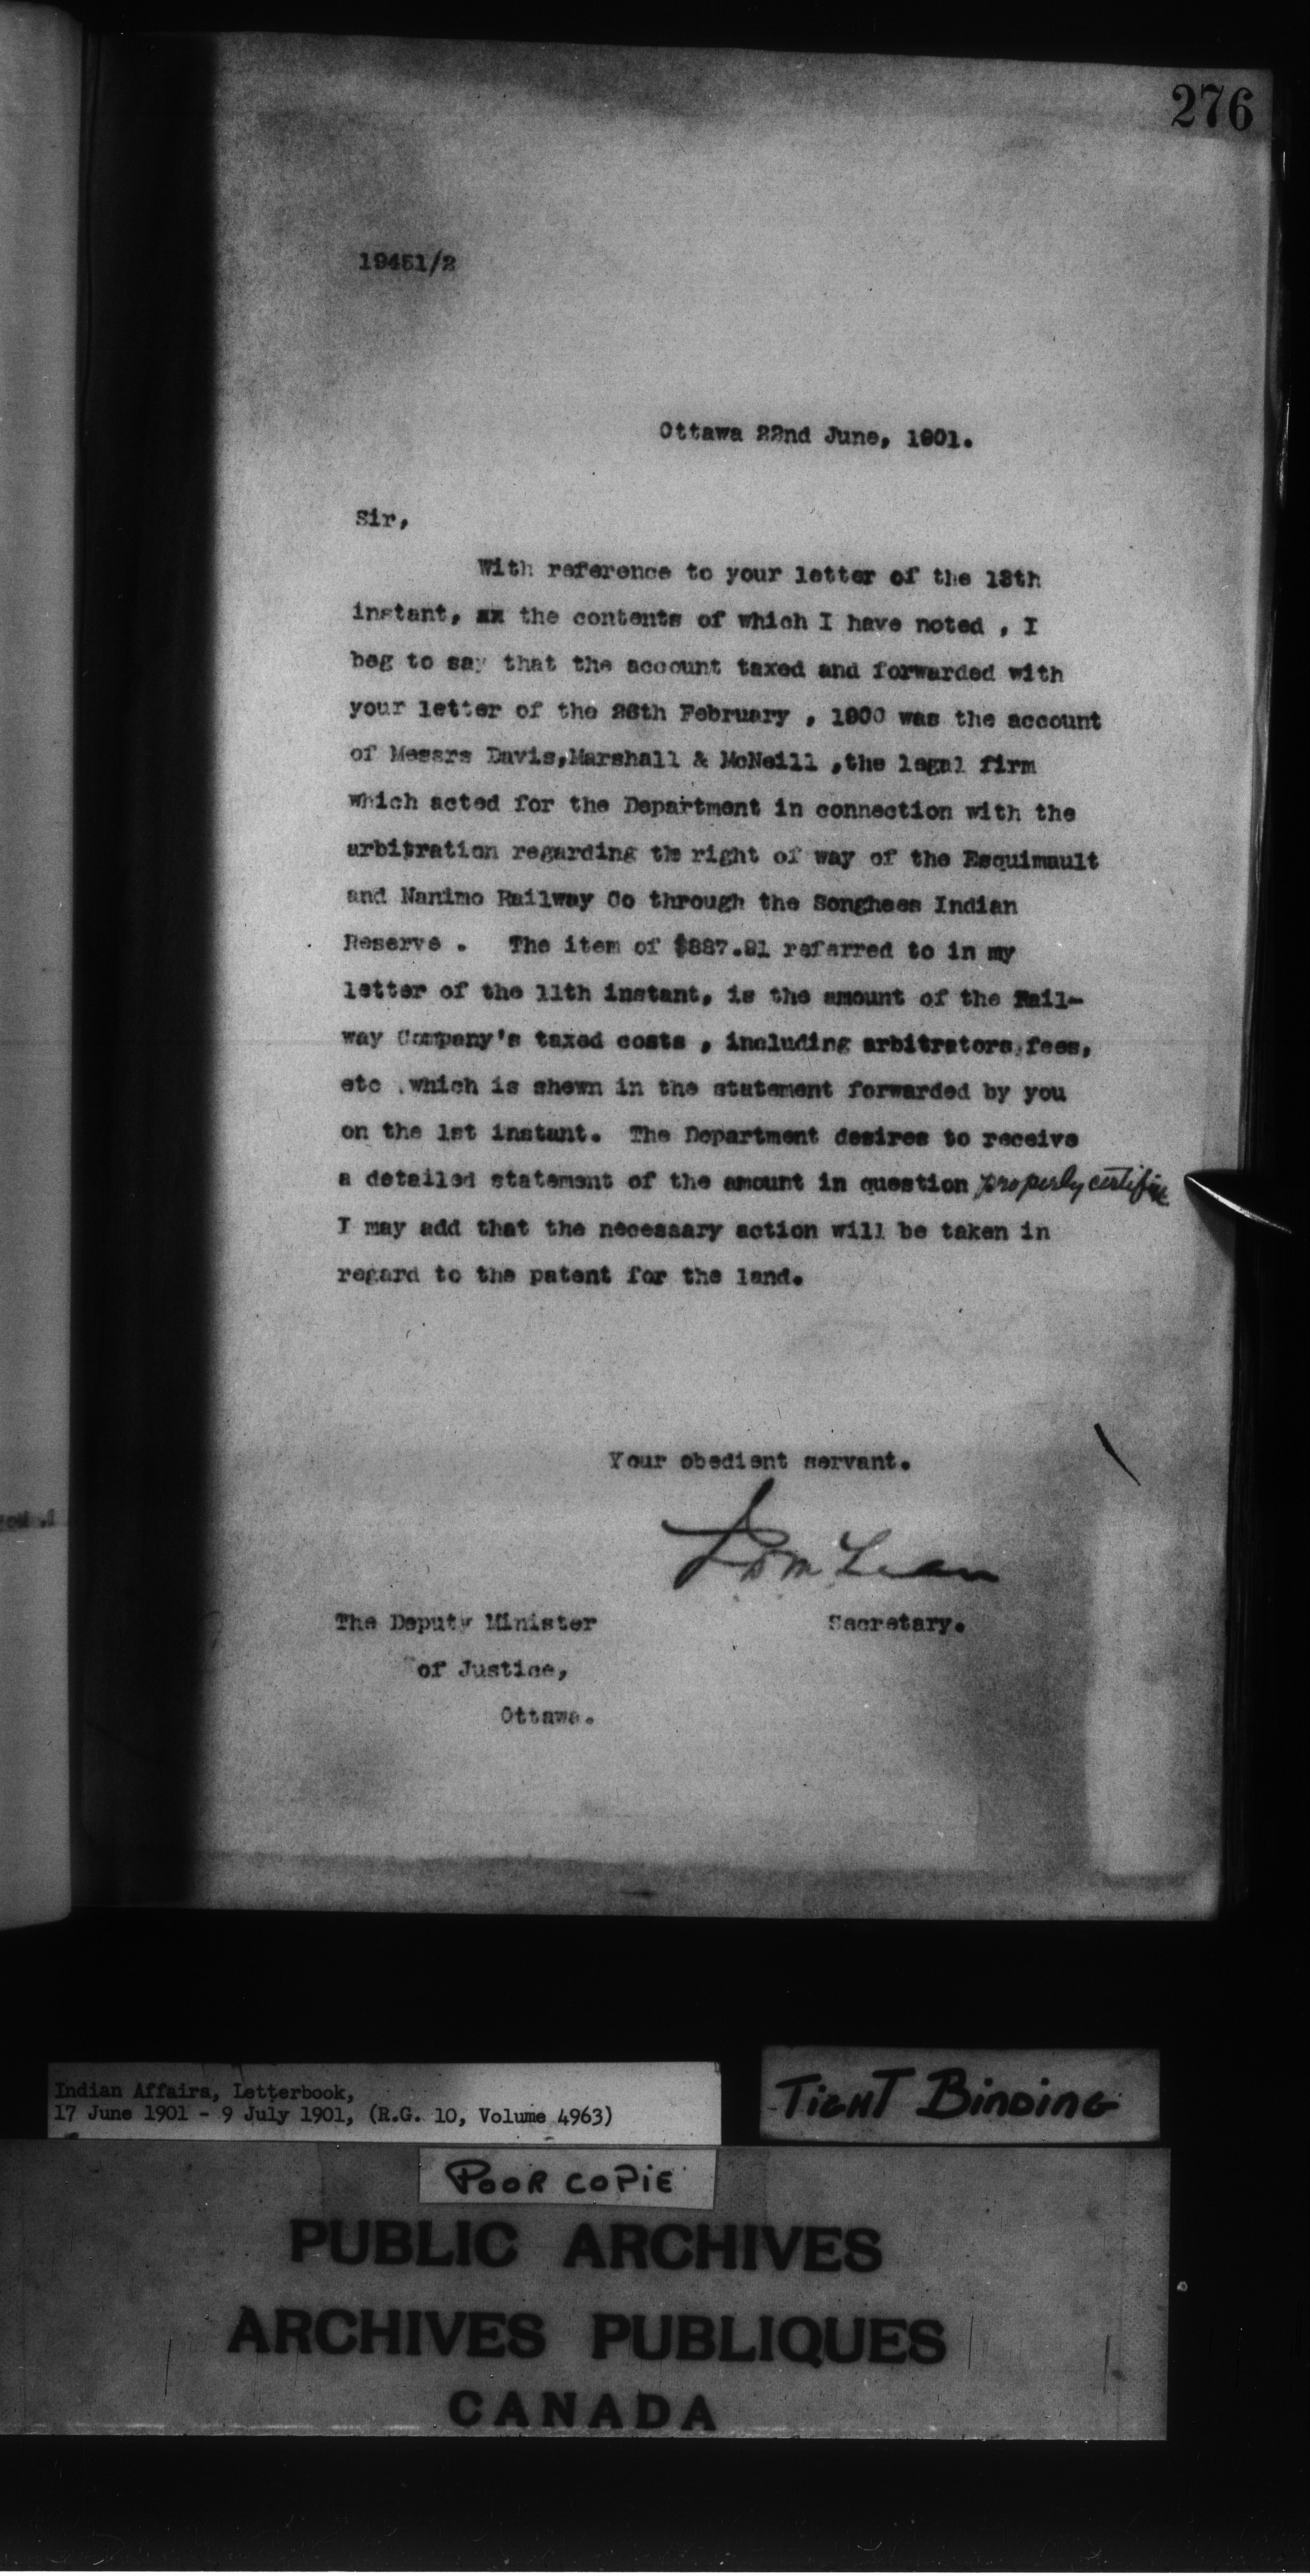 276
19451/2
Ottawa 22nd June, 1901.
Sir,
With reference to your letter of the 13th
instant, xx the contents of which I have noted , I
beg to say that the account taxed and forwarded with
your letter of the 26th February , 1900 was the account
of Messrs Davis,Marshall & McNeill ,the legal firm
which acted for the Department in connection with the
arbitration regarding the right of way of the Esquimault
and Nanimo Railway Co through the Songhees Indian
Reserve . The item of $887.91 referred to in my
letter of the 11th instant, is the amount of the Rail-
way Company's taxed costs , including arbitrators,fees,
etc .which is shewn in the statement forwarded by you
on the 1st instant. The Department desires to receive
a detailed statement of the amount in question properly certified
I may add that the necessary action will be taken in
regard to the patent for the land.
Your obedient servant.
J D McLean
The Deputy Minister Secretary.
of Justice,
Ottawa.
Indian Affairs, Letterbook,
17 June 1901 - 9 July 1901, (R.G. 10, Volume 4963)
TIGHT BINDING
POOR COPIE
PUBLIC ARCHIVES
ARCHIVES PUBLIQUES
CANADA